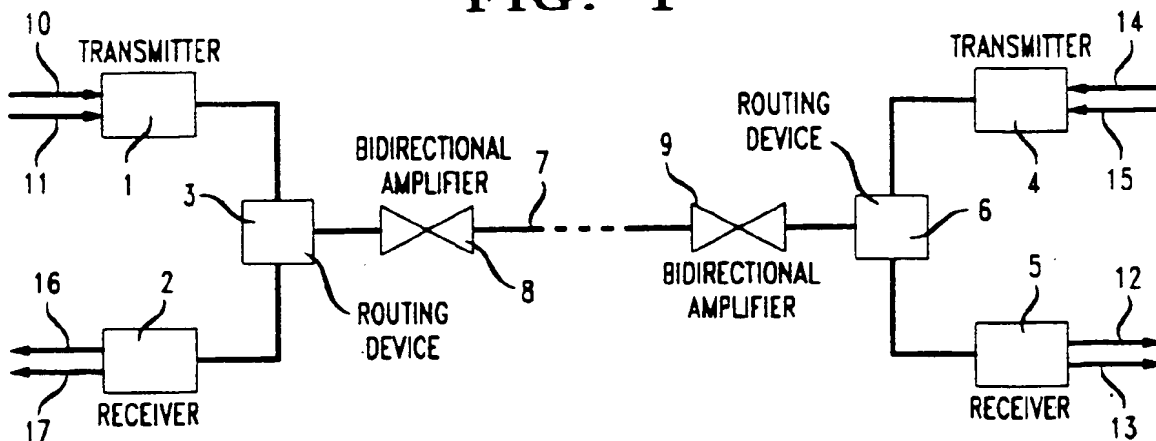 FIG. 1
10
TRANSMITTER
11
1
3
BIDIRECTIONAL
AMPLIFIER
7
8
ROUTING
DEVICE
16
2
17
RECEIVER
14
TRANSMITTER
ROUTING
DEVICE
4
15
9
6
BIDIRECTIONAL
AMPLIFIER
5
12
RECEIVER
13